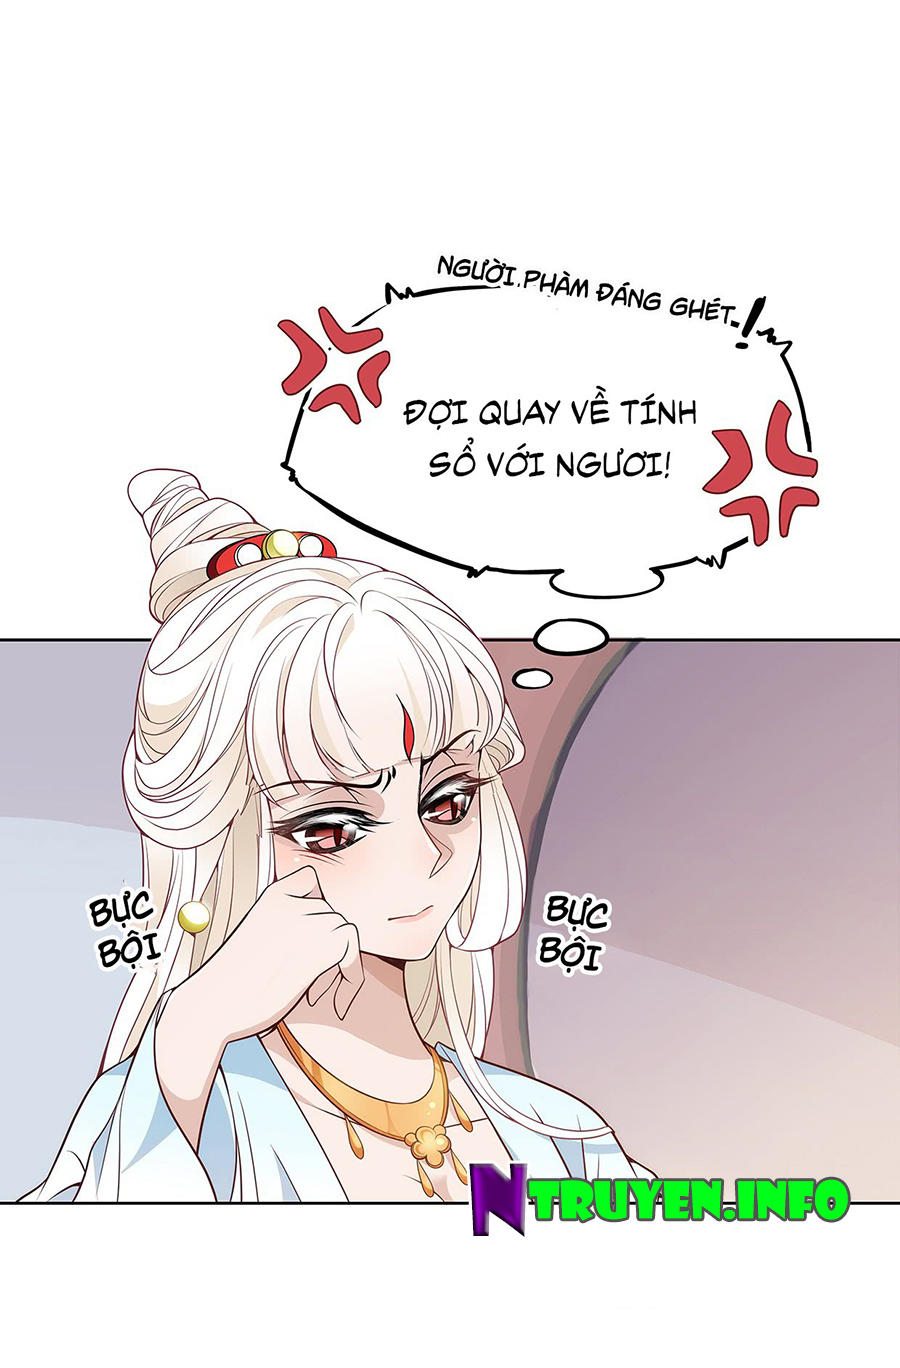 NGƯỜI PHÀM ĐÁNG GHÉT...!
ĐỢI QUAY VỀ TÍNH
SỔ VỚI NGƯƠI!
BỰC
BỘI
BỰC
BỘI
NTRUYEN.INFO